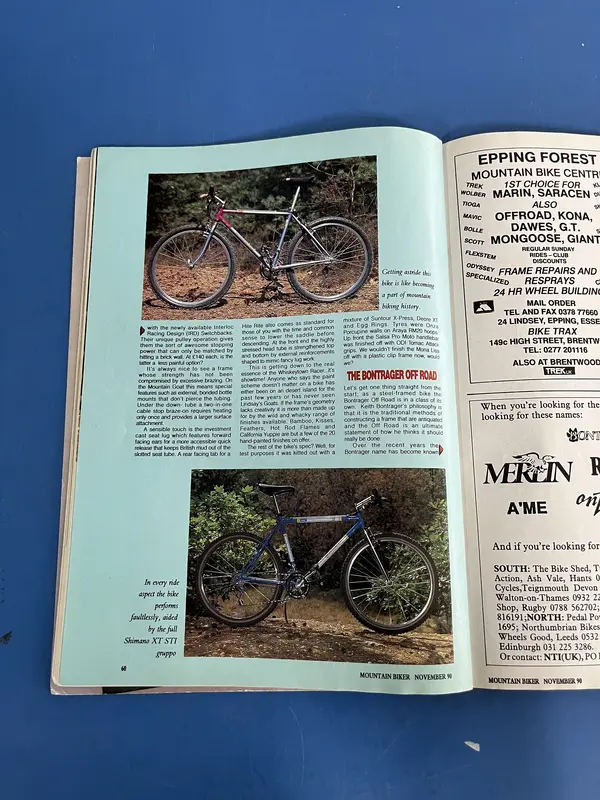 Getting astride this
bike is like becoming
a part of mountain
biking history
with the newly available Interloc
Racing Design (IRD) Switchbacks.
Their unique pulley operation gives
them the sort of awesome stopping
power that can only be matched by
hitting a brick wall. At £140 each, is the
latter a less painful option?
It's always nice to see a frame
whose strength has not been
compromised by excessive brazing. On
the Mountain Goat this means special
features such as external, bonded bottle
mounts that don't pierce the tubing.
Under the down-tube a two-in-one
cable stop braze-on requires heating
only once and provides a larger surface
attachment.
A sensible touch is the investment
cast seat lug which features forward
facing ears for a more accessible quick
release that keeps British mud out of the
slotted seat tube. A rear facing tab for a
Hite Rite also comes as standard for
those of you with the time and common
sense to lower the saddle before
descending. At the front end the highly
stressed head tube is strengthened top
and bottom by external reinforcements
shaped to mimic fancy lug work.
This is getting down to the real
essence of the Whiskeytown Racer...it's
showtime! Anyone who says the paint
scheme doesn't matter on a bike has
either been on an desert island for the
past few years or has never seen
Lindsay's Goats. If the frame's geometry
lacks creativity it is more than made up
for by the wild and whacky range of
finishes available. Bamboo, Kisses,
Feathers, Hot Rod Flames and
California Yuppie are but a few of the 20
hand-painted finishes on offer.
The rest of the bike's spec? Well, for
test purposes it was kitted out with a
mixture of Suntour X-Press, Deore XT
and Egg Rings. Tyres were Onza
Porcupine walls on Araya RM20 hoops.
Up front the Salsa Pro Moto handlebar
was finished off with ODI Tomac Attack
grips. We wouldn't finish the Mona Lisa
off with a plastic clip frame now, would
we?
THE BONTRAGER OFF ROAD
Let's get one thing straight from the
start; as a steel-framed bike the
Bontrager Off Road is in a class of its
own. Keith Bontrager's philosophy is
that it is the traditional methods of
constructing a frame that are antiquated
and the Off Road is an ultimate
statement of how he thinks it should
really be done.
Over the recent years the
Bontrager name has become known
In every ride
aspect the bike
performs
faultlessly, aided
by the full
Shimano XT STI
gruppo
60
MOUNTAIN BIKER NOVEMBER 90
EPPING FOREST
MOUNTAIN BIKE CENTR
TREK
WOLBER
TIOGA
MAVIC
BOLLE
SCOTT
FLEXSTEM
ODYSSEY
SPECIALIZED
1ST CHOICE FOR
MARIN, SARACEN
ALSO
OFFROAD, KONA,
DAWES, G.T.
MONGOOSE, GIANT
REGULAR SUNDAY
RIDES - CLUB
DISCOUNTS
FRAME REPAIRS AND
RESPRAYS
24 HR WHEEL BUILDING
MAIL ORDER
TEL AND FAX 0378 77660
24 LINDSEY, EPPING, ESSE
BIKE TRAX
149c HIGH STREET, BRENTW
TEL: 0277 201116
ALSO AT BRENTWOOD
TREK
When you're looking for the
looking for these names:
MERLIN
A'ME
And if you're looking for
SOUTH: The Bike Shed, T
Action, Ash Vale, Hants 0
Cycles, Teignmouth Devon
Walton-on-Thames 0932 22
Shop, Rugby 0788 562702;
816191; NORTH: Pedal Pow
1695; Northumbrian Bikes
Wheels Good, Leeds 0532
Edinburgh 031 225 3286.
Or contact: NTI(UK), PO
MOUNTAIN BIKER NOVEMBER 90